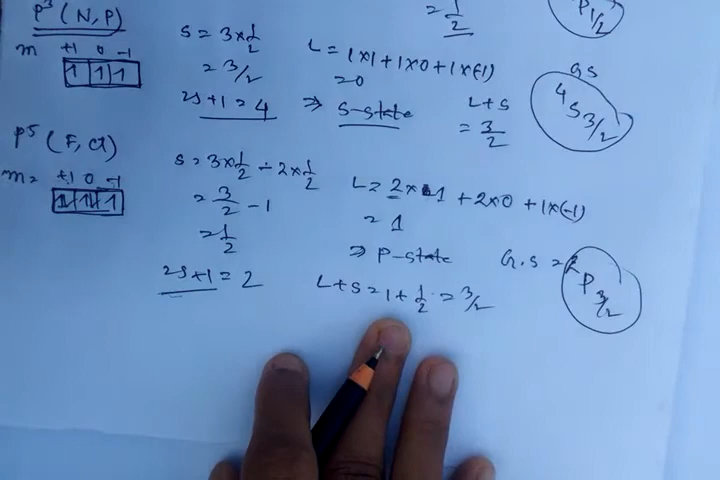 = 1/2
P1/2
p³ (N, P)
m +1 0 -1
1 1 1
S = 3×1/2
= 3/2
2s+1 = 4
L = 1×1 + 1×0 + 1×(-1)
= 0
⇒ S-state
L+S
= 3/2
GS
⁴S3/2
p⁵ (F, Cl)
m = +1 0 -1
S = 3×1/2 - 2×1/2
= 3/2 - 1
= 1/2
2s+1 = 2
L = 2×1 + 2×0 + 1×(-1)
= 1
⇒ P-state
L+S = 1 + 1/2 = 3/2
G.S = ²P3/2